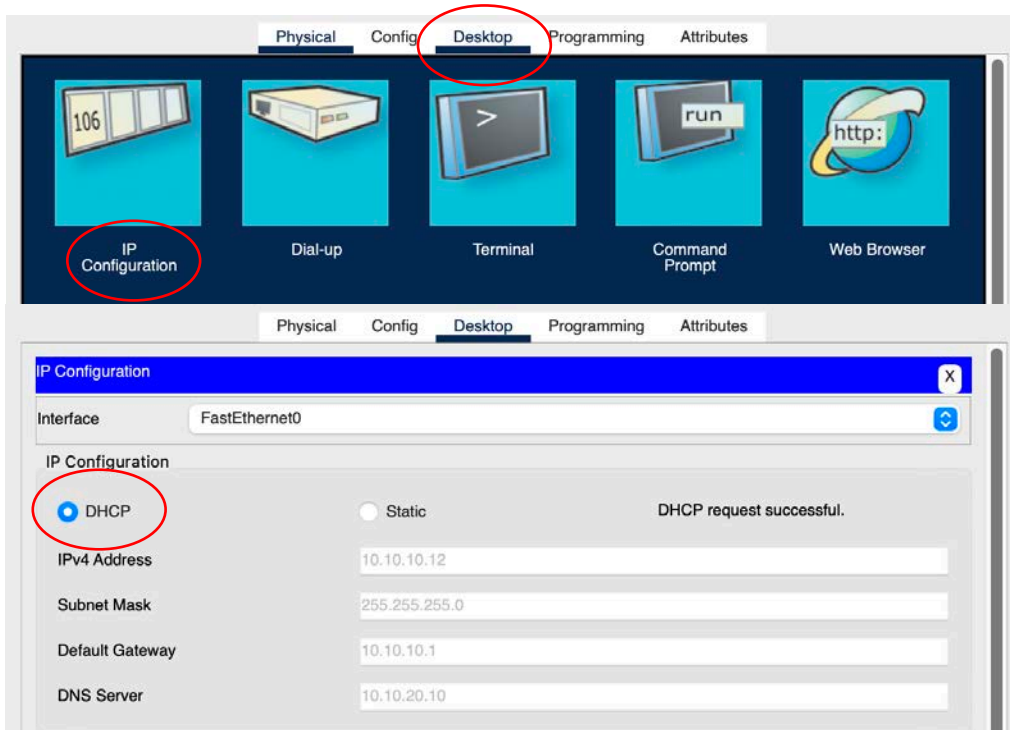 Physical Config Desktop Programming Attributes
106
>
run
http:
IP Configuration
Dial-up
Terminal
Command Prompt
Web Browser
Physical Config Desktop Programming Attributes
IP Configuration
X
Interface FastEthernet0
IP Configuration
DHCP Static DHCP request successful.
IPv4 Address 10.10.10.12
Subnet Mask 255.255.255.0
Default Gateway 10.10.10.1
DNS Server 10.10.20.10